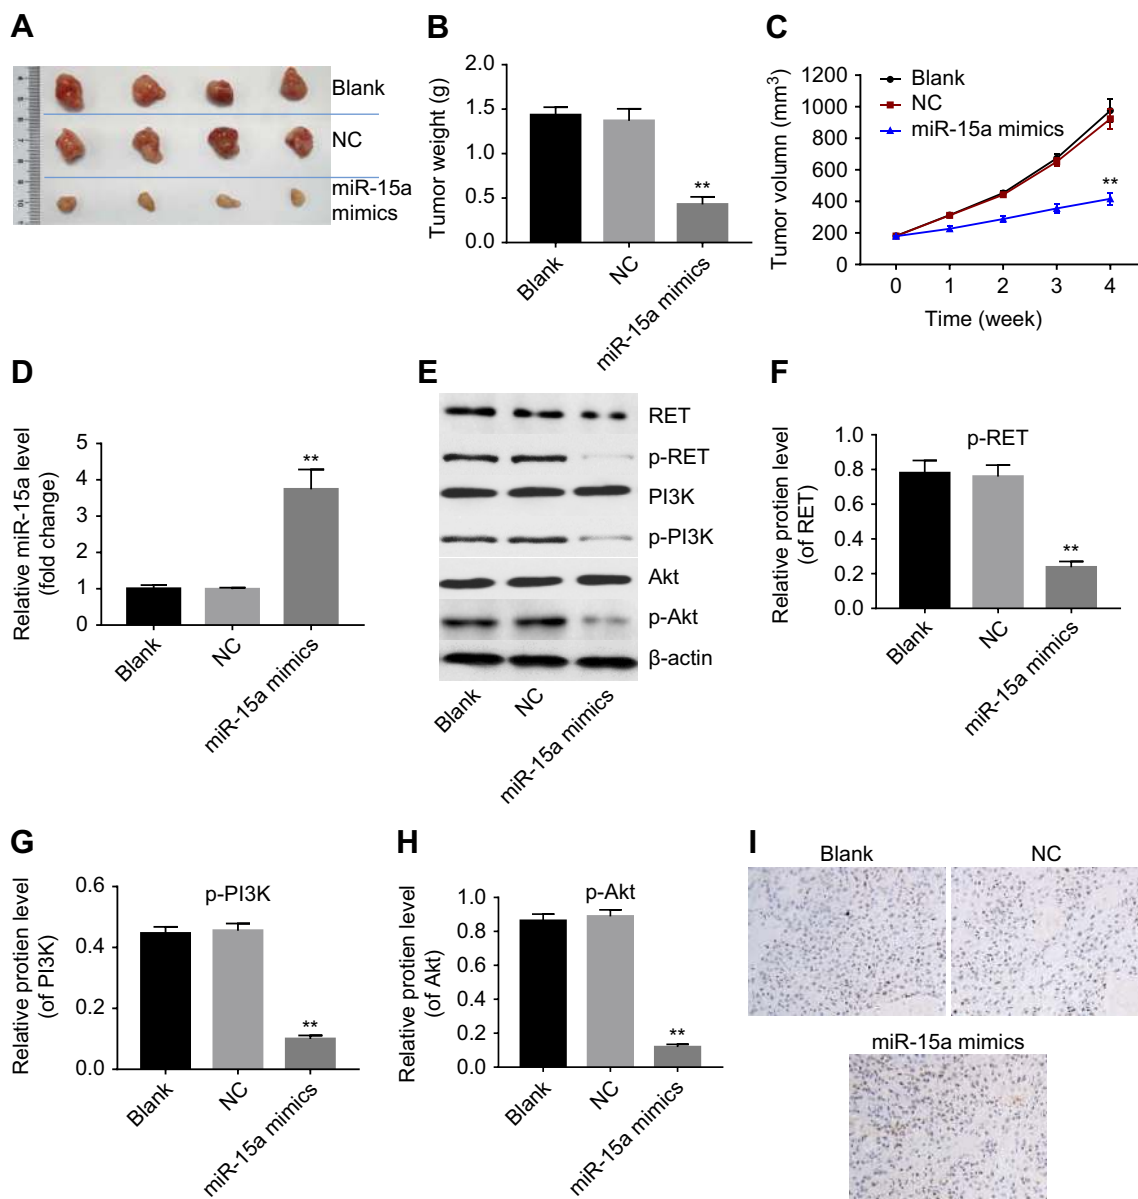 A
Blank
NC
miR-15a
mimics
B
Tumor weight (g)
2.0
1.5
1.0
0.5
0.0
**
Blank
NC
miR-15a mimics
C
Tumor volumn (mm3)
1200
1000
800
600
400
200
0
Blank
NC
miR-15a mimics
**
0 1 2 3 4
Time (week)
D
Relative miR-15a level
(fold change)
5
4
3
2
1
0
**
Blank
NC
miR-15a mimics
E
RET
p-RET
PI3K
p-PI3K
Akt
p-Akt
β-actin
Blank
NC
miR-15a mimics
F
Relative protien level
(of RET)
1.0
0.8
0.6
0.4
0.2
0.0
p-RET
**
Blank
NC
miR-15a mimics
G
Relative protien level
(of PI3K)
0.6
0.4
0.2
0.0
p-PI3K
**
Blank
NC
miR-15a mimics
H
Relative protien level
(of Akt)
1.0
0.8
0.6
0.4
0.2
0.0
p-Akt
**
Blank
NC
miR-15a mimics
I
Blank
NC
miR-15a mimics